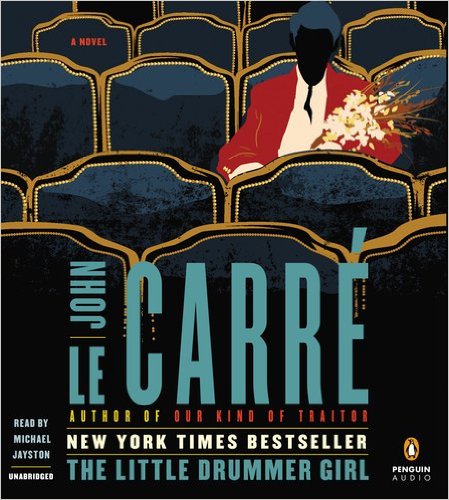 A NOVEL
JOHN
LE CARRÉ
AUTHOR OF OUR KIND OF TRAITOR
NEW YORK TIMES BESTSELLER
THE LITTLE DRUMMER GIRL
READ BY
MICHAEL
JAYSTON
UNABRIDGED
PENGUIN
AUDIO